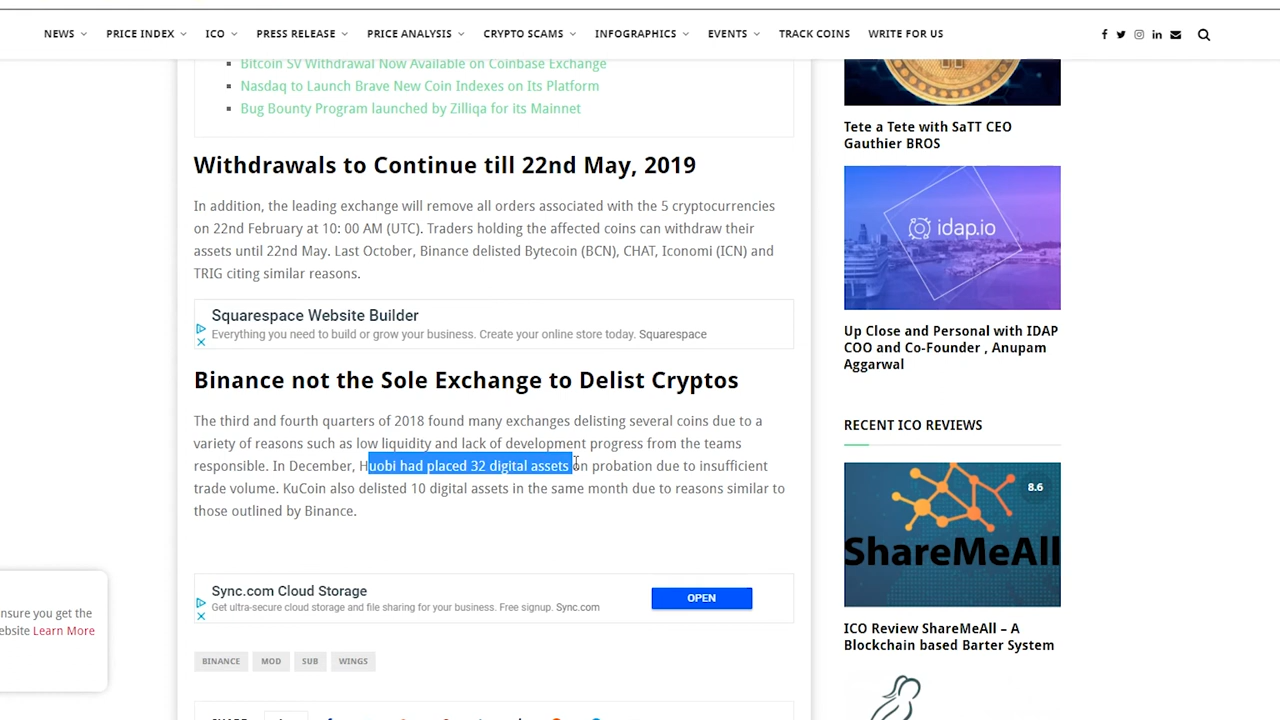 NEWS
PRICE INDEX
ICO
PRESS RELEASE
PRICE ANALYSIS
CRYPTO SCAMS
INFOGRAPHICS
EVENTS
TRACK COINS
WRITE FOR US
Bitcoin SV Withdrawal Now Available on Coinbase Exchange
Nasdaq to Launch Brave New Coin Indexes on Its Platform
Bug Bounty Program launched by Zilliqa for its Mainnet
Withdrawals to Continue till 22nd May, 2019
In addition, the leading exchange will remove all orders associated with the 5 cryptocurrencies
on 22nd February at 10: 00 AM (UTC). Traders holding the affected coins can withdraw their
assets until 22nd May. Last October, Binance delisted Bytecoin (BCN), CHAT, Iconomi (ICN) and
TRIG citing similar reasons.
Squarespace Website Builder
Everything you need to build or grow your business. Create your online store today. Squarespace
Binance not the Sole Exchange to Delist Cryptos
The third and fourth quarters of 2018 found many exchanges delisting several coins due to a
variety of reasons such as low liquidity and lack of development progress from the teams
responsible. In December, Huobi had placed 32 digital assets on probation due to insufficient
trade volume. KuCoin also delisted 10 digital assets in the same month due to reasons similar to
those outlined by Binance.
Sync.com Cloud Storage
Get ultra-secure cloud storage and file sharing for your business. Free signup. Sync.com
OPEN
BINANCE
MOD
SUB
WINGS
nsure you get the
ebsite Learn More
Tete a Tete with SaTT CEO
Gauthier BROS
idap.io
Up Close and Personal with IDAP
COO and Co-Founder , Anupam
Aggarwal
RECENT ICO REVIEWS
8.6
ShareMeAll
ICO Review ShareMeAll – A
Blockchain based Barter System